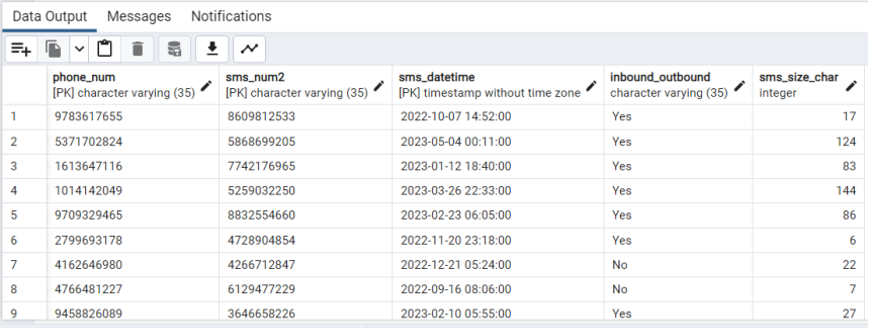 Data Output Messages Notifications
phone_num sms_num2 sms_datetime inbound_outbound sms_size_char
[PK] character varying (35) [PK] character varying (35) [PK] timestamp without time zone character varying (35) integer
1 9783617655 8609812533 2022-10-07 14:52:00 Yes 17
2 5371702824 5868699205 2023-05-04 00:11:00 Yes 124
3 1613647116 7742176965 2023-01-12 18:40:00 Yes 83
4 1014142049 5259032250 2023-03-26 22:33:00 Yes 144
5 9709329465 8832554660 2023-02-23 06:05:00 Yes 86
6 2799693178 4728904854 2022-11-20 23:18:00 Yes 6
7 4162646980 4266712847 2022-12-21 05:24:00 No 22
8 4766481227 6129477229 2022-09-16 08:06:00 No 7
9 9458826089 3646658226 2023-02-10 05:55:00 Yes 27